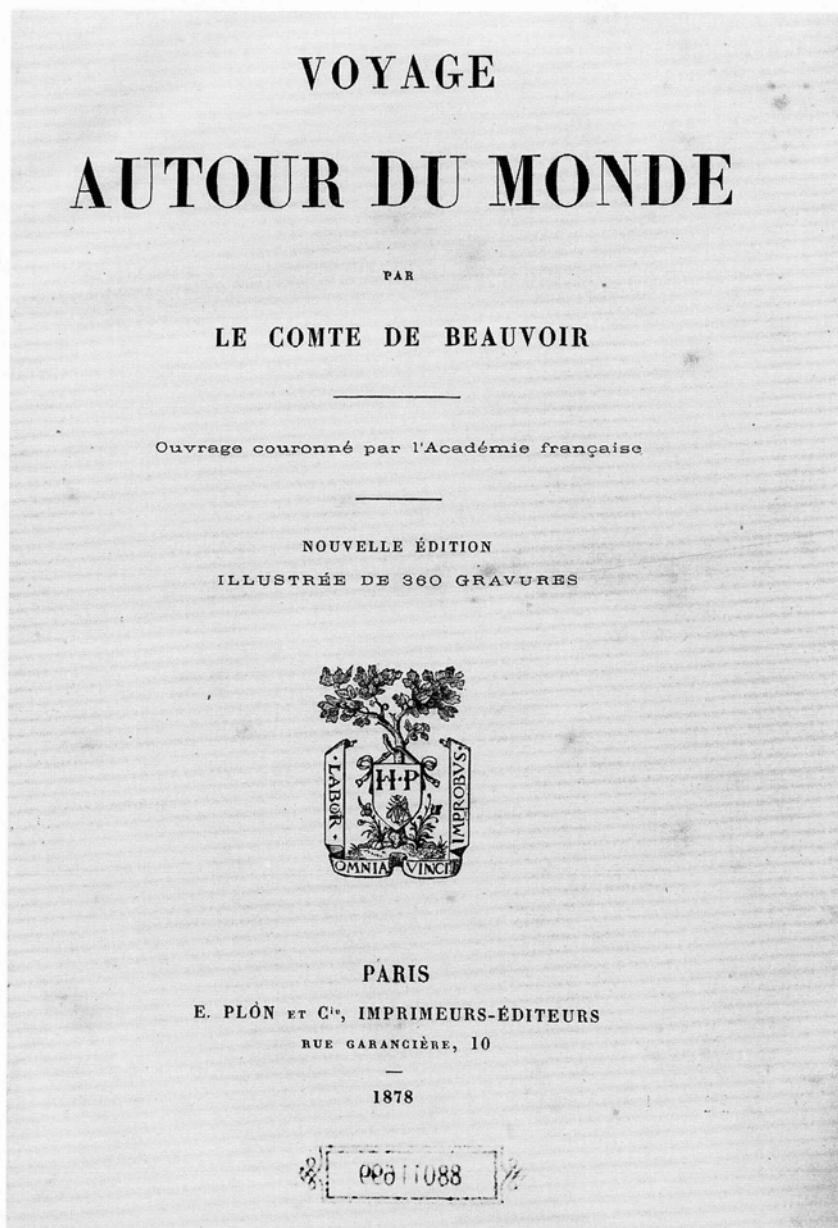 VOYAGE
AUTOUR DU MONDE
PAR
LE COMTE DE BEAUVOIR
Ouvrage couronné par l'Académie française
NOUVELLE ÉDITION
ILLUSTRÉE DE 360 GRAVURES
H·P
·LABOR·
OMNIA VINCIT
IMPROBVS·
PARIS
E. PLON ET Cie, IMPRIMEURS-ÉDITEURS
RUE GARANCIÈRE, 10
1878